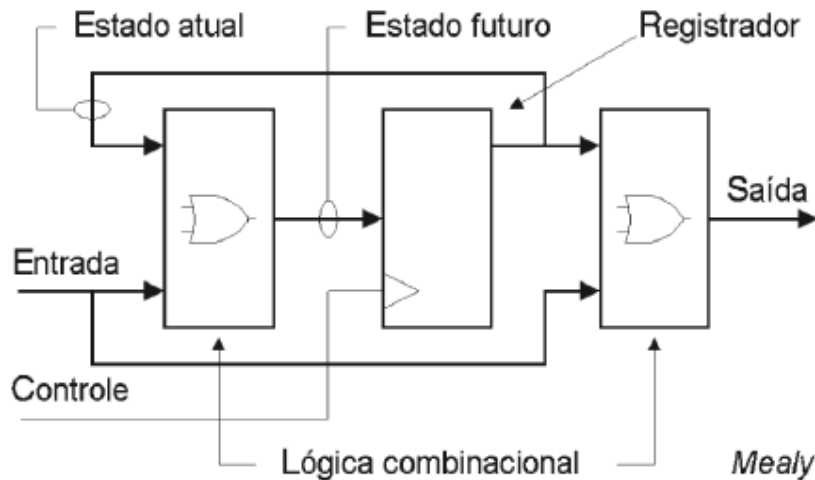 Estado atual
Estado futuro
Registrador
Saída
Entrada
Controle
Lógica combinacional
Mealy